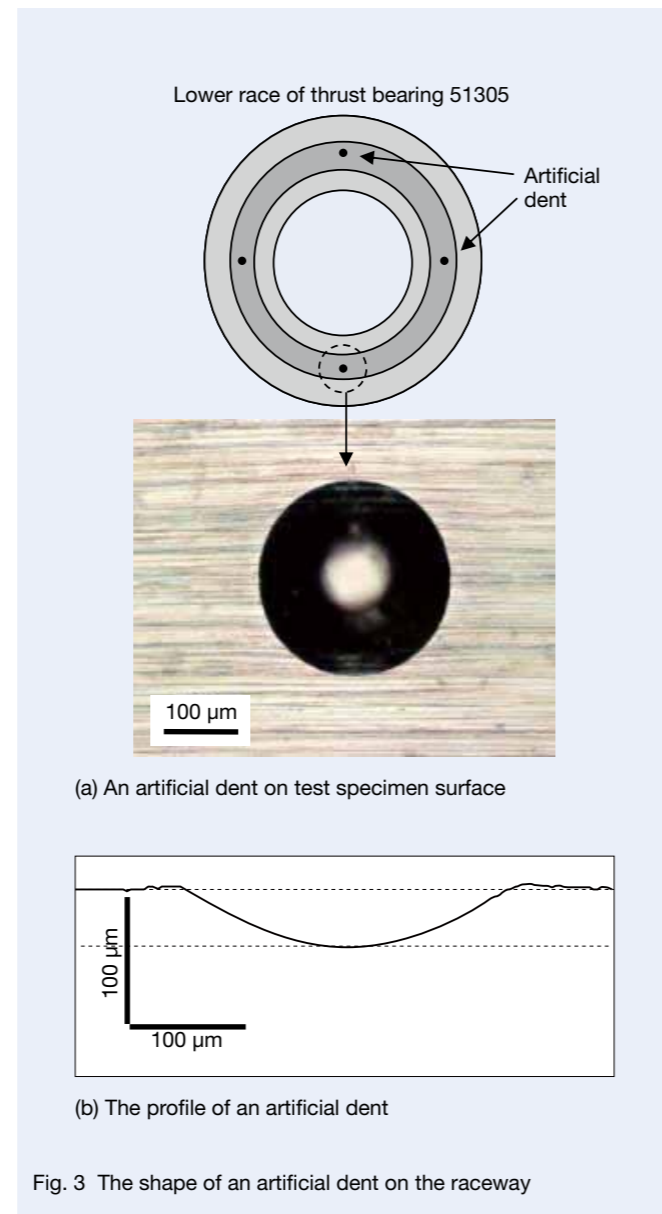 Lower race of thrust bearing 51305
Artificial
dent
100 µm
(a) An artificial dent on test specimen surface
100 µm
100 µm
(b) The profile of an artificial dent
Fig. 3 The shape of an artificial dent on the raceway